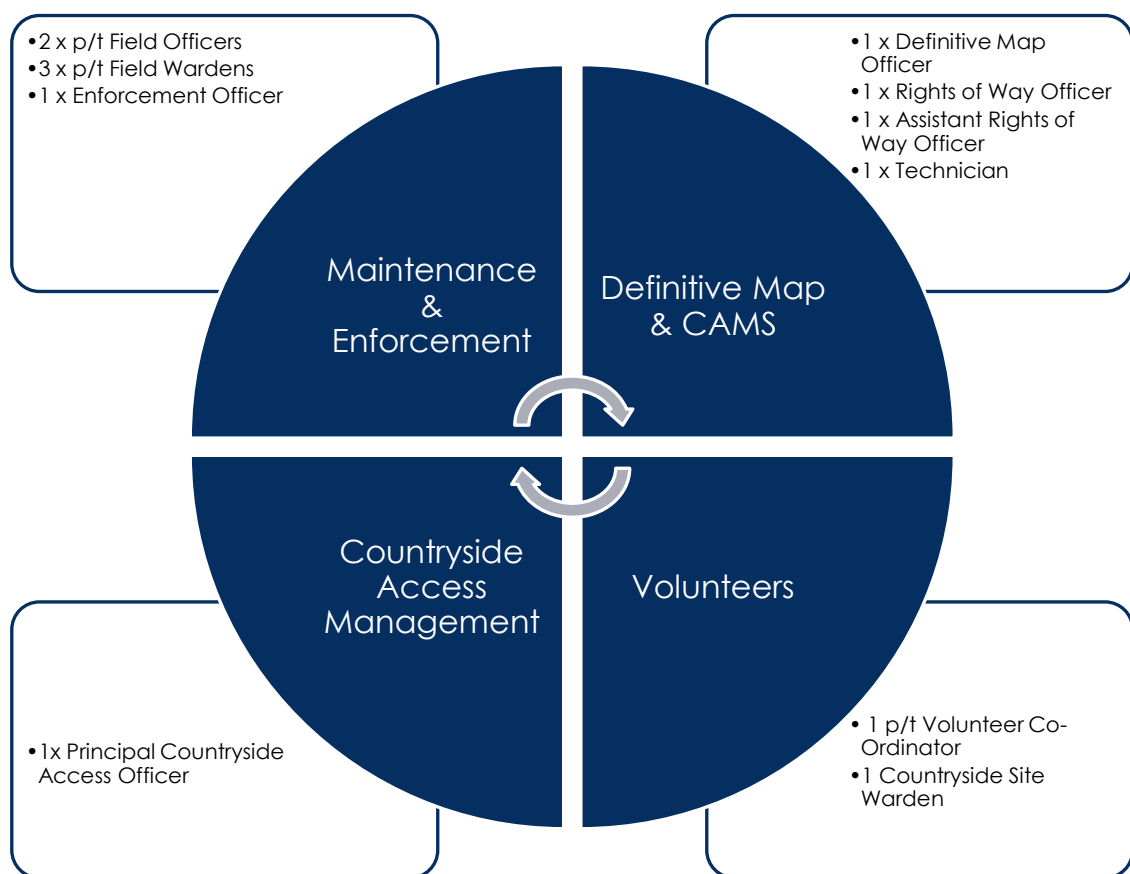 •2 x p/t Field Officers
•3 x p/t Field Wardens
•1 x Enforcement Officer
•1 x Definitive Map
Officer
•1 x Rights of Way Officer
•1 x Assistant Rights of
Way Officer
•1 x Technician
Maintenance
&
Enforcement
Definitive Map
& CAMS
Countryside
Access
Management
Volunteers
•1x Principal Countryside
Access Officer
• 1 p/t Volunteer Co-
Ordinator
•1 Countryside Site
Warden